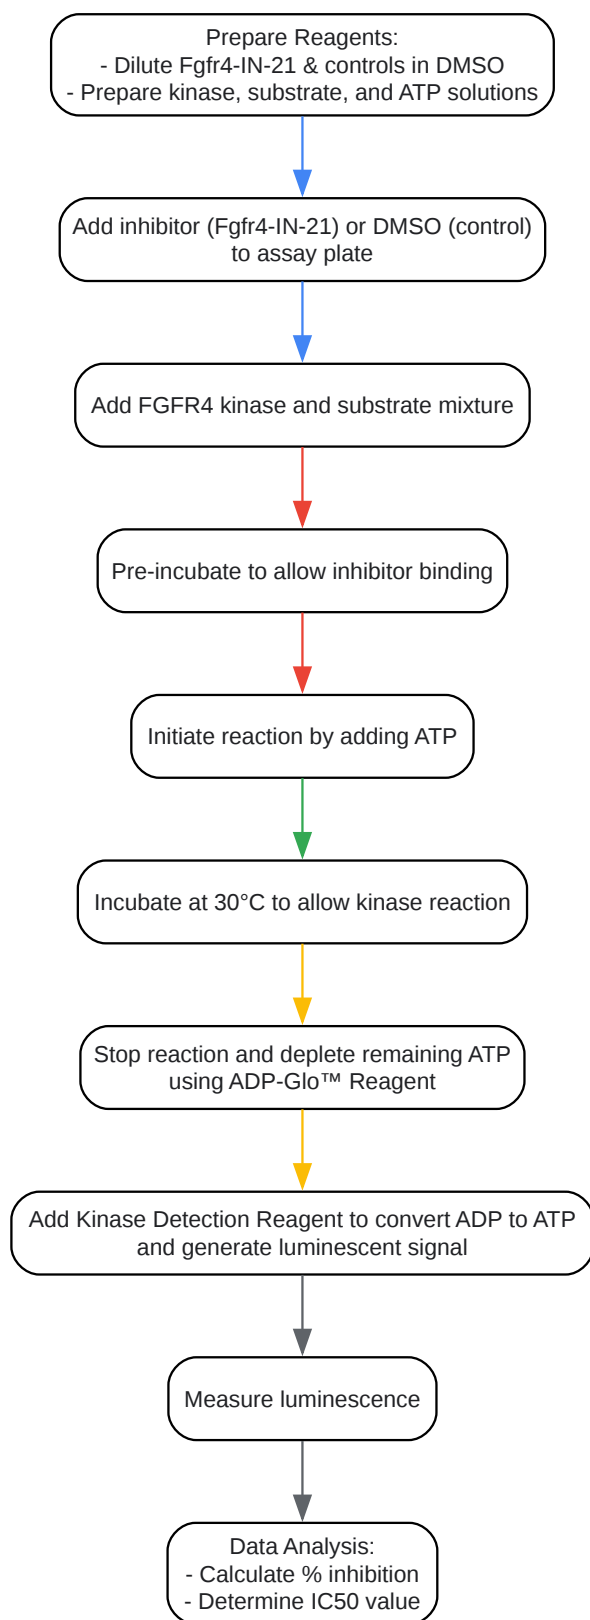 Prepare Reagents:
- Dilute Fgfr4-IN-21 & controls in DMSO
- Prepare kinase, substrate, and ATP solutions
Add inhibitor (Fgfr4-IN-21) or DMSO (control)
to assay plate
Add FGFR4 kinase and substrate mixture
Pre-incubate to allow inhibitor binding
Initiate reaction by adding ATP
Incubate at 30°C to allow kinase reaction
Stop reaction and deplete remaining ATP
using ADP-Glo™ Reagent
Add Kinase Detection Reagent to convert ADP to ATP
and generate luminescent signal
Measure luminescence
Data Analysis:
- Calculate % inhibition
- Determine IC50 value